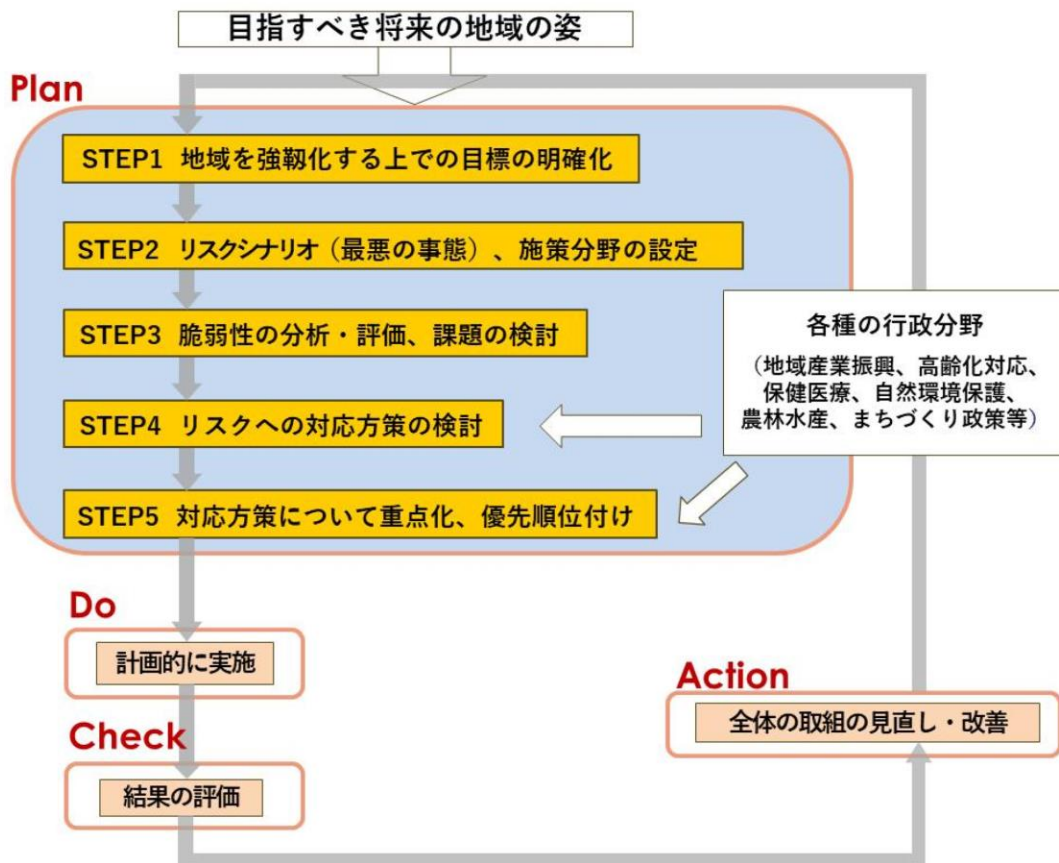 目指すべき将来の地域の姿
Plan
STEP1 地域を強靱化する上での目標の明確化
STEP2 リスクシナリオ（最悪の事態）、施策分野の設定
STEP3 脆弱性の分析・評価、課題の検討
各種の行政分野
（地域産業振興、高齢化対応、
保健医療、自然環境保護、
農林水産、まちづくり政策等）
STEP4 リスクへの対応方策の検討
STEP5 対応方策について重点化、優先順位付け
Do
計画的に実施
Check
結果の評価
Action
全体の取組の見直し・改善